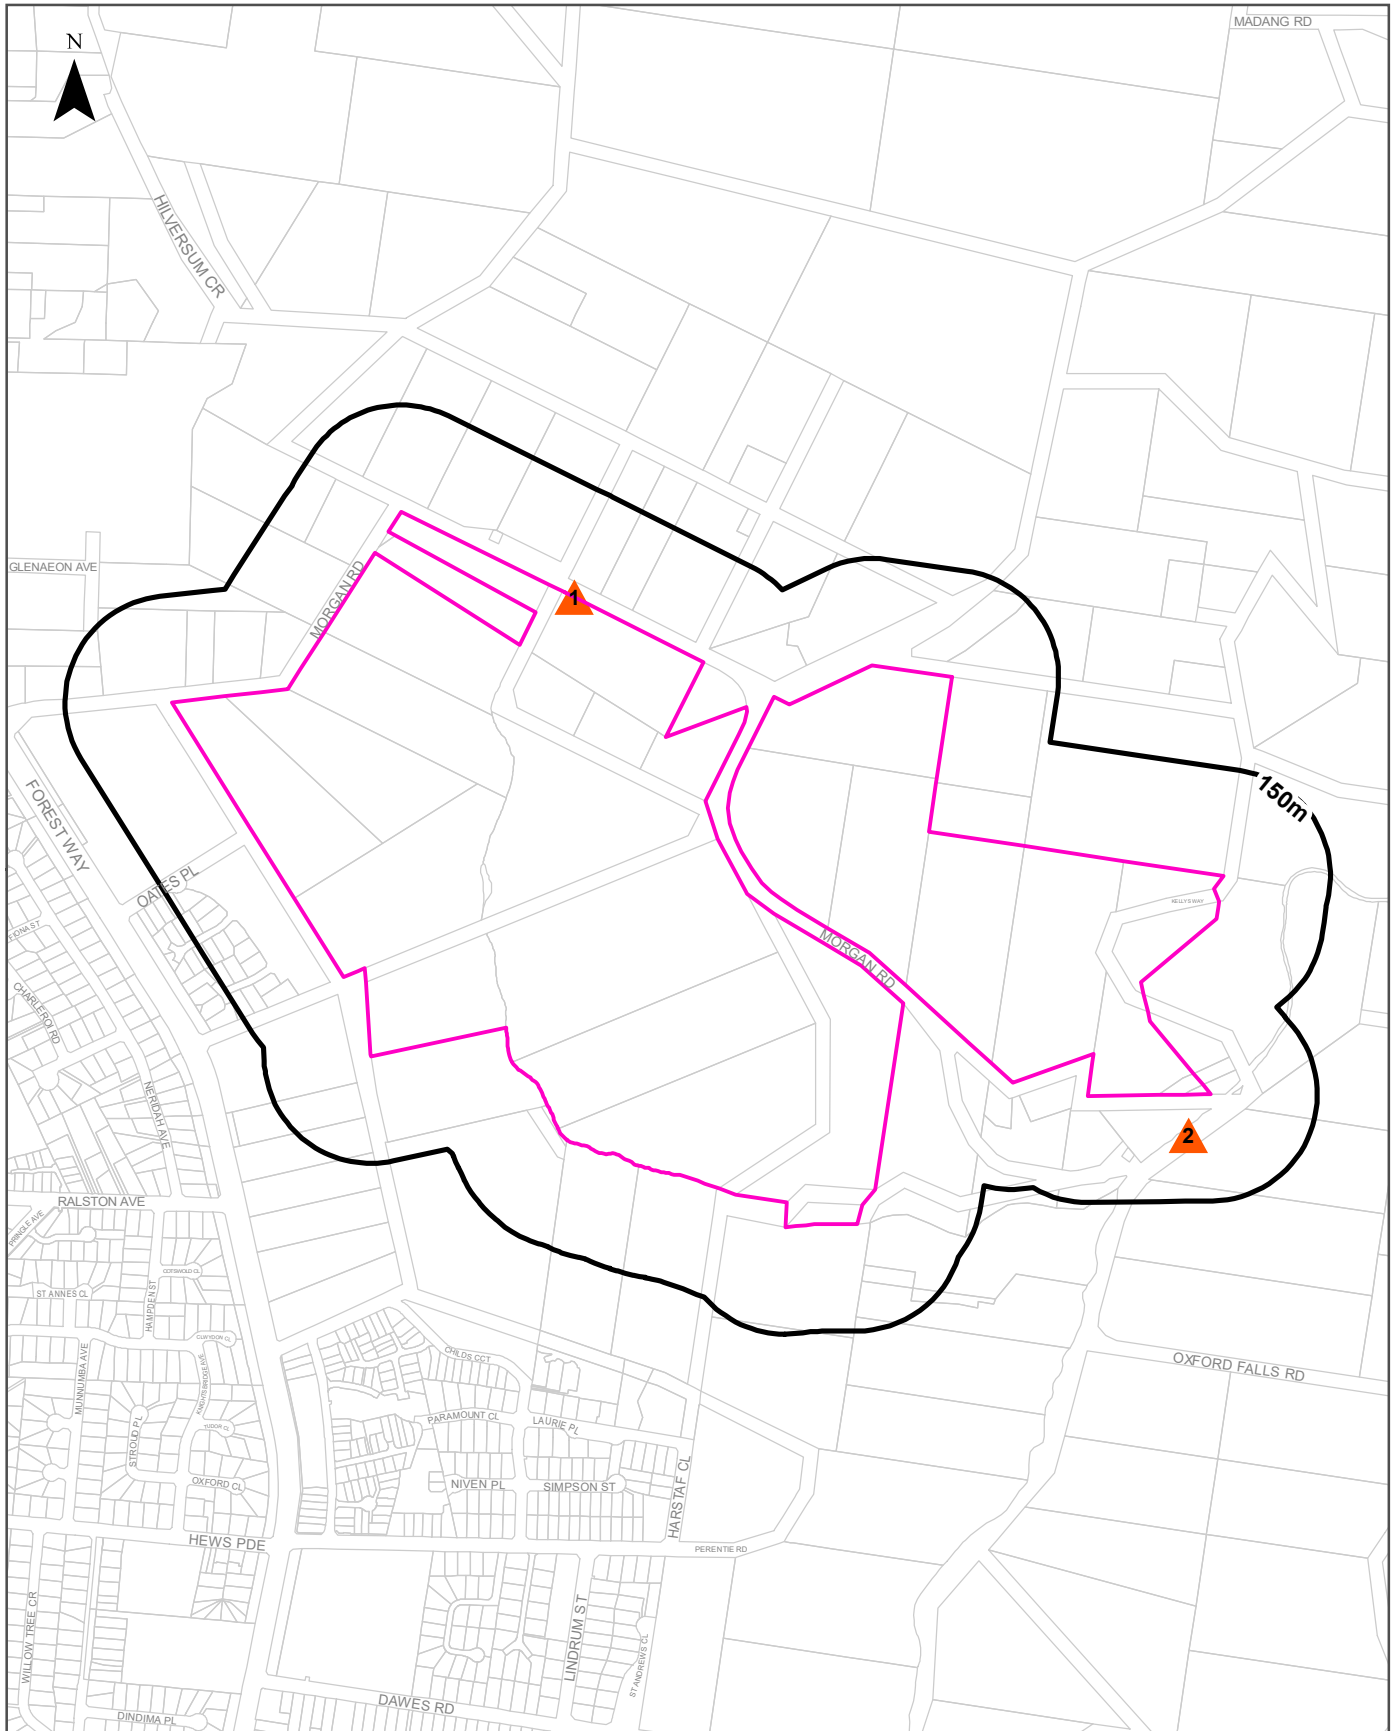 MADANG RD
N
HILVERSUM CR
GLENAEON AVE
MORGAN RD
1
150m
FOREST WAY
OATES PL
KELLYS WAY
FIONA ST
MORGAN RD
CHARLEROI RD
NERIDAH AVE
2
RALSTON AVE
PRINGLE AVE
COTSWOLD CL
ST ANNES CL
HAMPDEN ST
CLWYDON CL
MUNNUMBA AVE
KNIGHTSBRIDGE AVE
CHILDS CCT
OXFORD FALLS RD
STROUD PL
TUDOR CL
PARAMOUNT CL
LAURIE PL
OXFORD CL
NIVEN PL
SIMPSON ST
HARSTAF CL
HEWS PDE
PERENTIE RD
WILLOW TREE CR
LINDRUM ST
ST ANDREWS CL
DAWES RD
DINDIMA PL